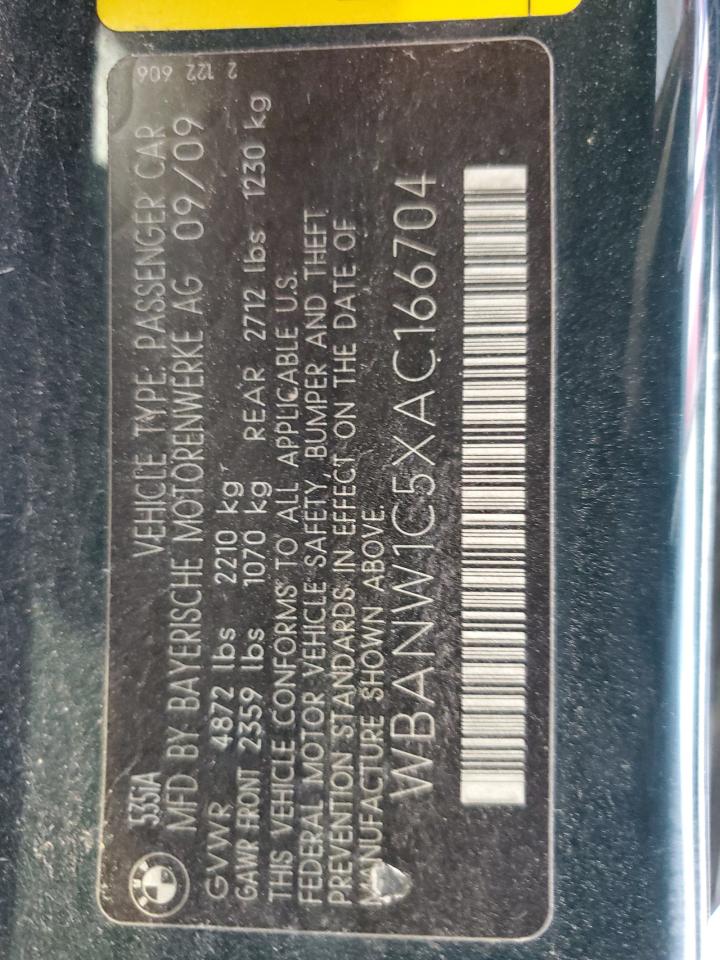 2 122 606
535iA VEHICLE TYPE: PASSENGER CAR
MFD BY BAYERISCHE MOTORENWERKE AG 09/09
GVWR 4872 lbs 2210 kg
GAWR FRONT 2359 lbs 1070 kg REAR 2712 lbs 1230 kg
THIS VEHICLE CONFORMS TO ALL APPLICABLE U.S.
FEDERAL MOTOR VEHICLE SAFETY, BUMPER AND THEFT
PREVENTION STANDARDS IN EFFECT ON THE DATE OF
MANUFACTURE SHOWN ABOVE.
WBANW1C5XAC166704